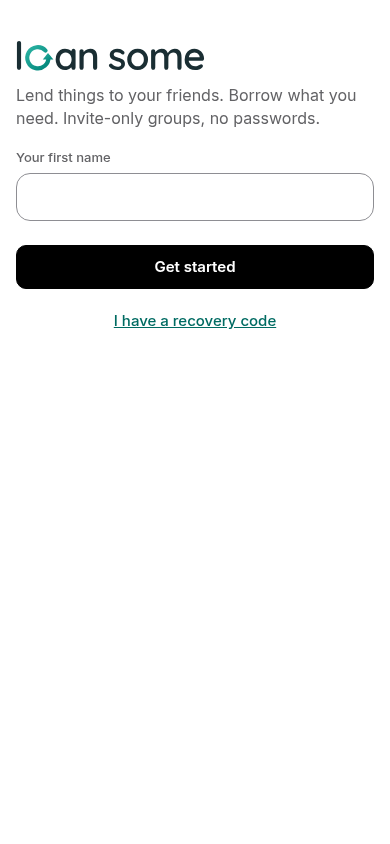 loan some
Lend things to your friends. Borrow what you
need. Invite-only groups, no passwords.
Your first name
Get started
I have a recovery code